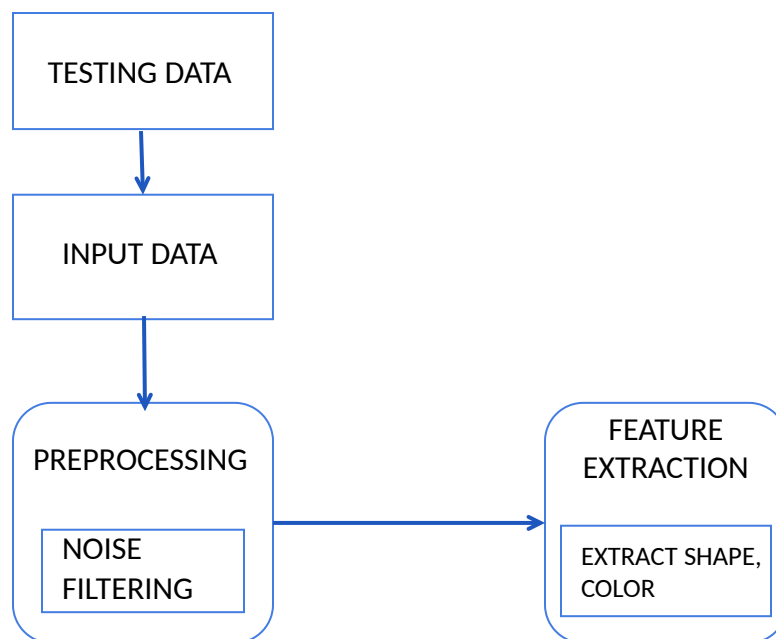 TESTING DATA
INPUT DATA
PREPROCESSING
NOISE
FILTERING
FEATURE
EXTRACTION
EXTRACT SHAPE,
COLOR